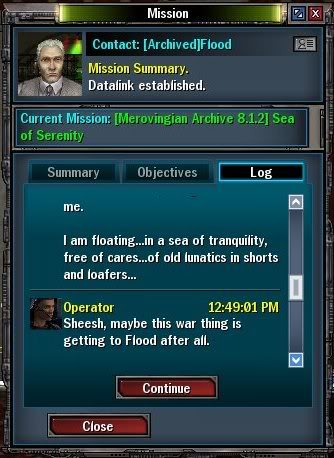 Mission
Contact: [Archived]Flood
Mission Summary.
Datalink established.
Current Mission: [Merovingian Archive 8.1.2] Sea
of Serenity
Summary
Objectives
Log
me.
I am floating...in a sea of tranquility,
free of cares...of old lunatics in shorts
and loafers...
Operator 12:49:01 PM
Sheesh, maybe this war thing is
getting to Flood after all.
Continue
Close